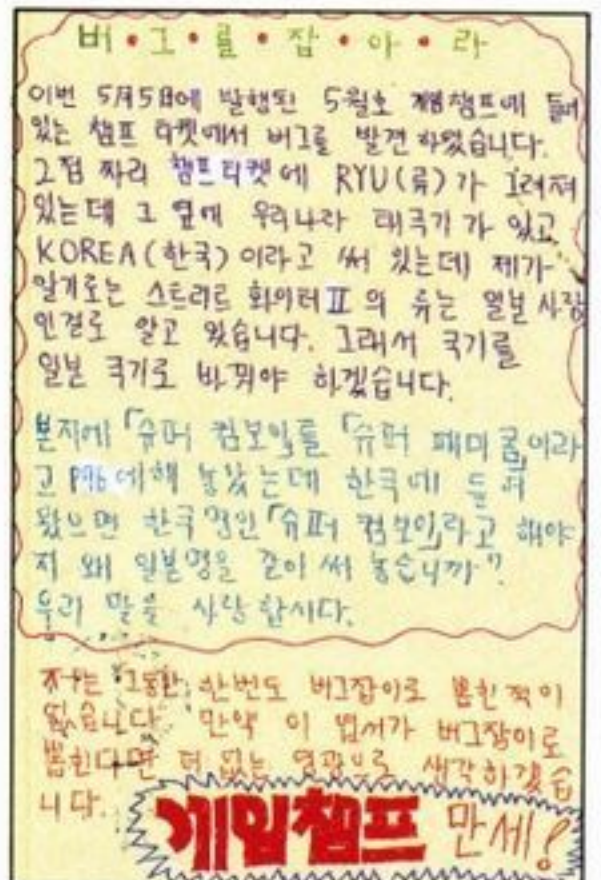 버•그•를•잡•아•라
이번 5月5日에 발행된 5월호 게임챔프에 들어
있는 챔프 티켓에서 버그를 발견 하였습니다.
2점 짜리 챔프티켓에 RYU(류)가 그려져
있는데 그 옆에 우리나라 태극기가 있고
KOREA(한국)이라고 써 있는데 제가
알기로는 스트리트 화이터Ⅱ의 류는 일본 사람
인걸로 알고 있습니다. 그래서 국기를
일본 국기로 바꿔야 하겠습니다.
본지에「슈퍼 컴보이」를「슈퍼 패미콤」이라
고 P96에 해 놓았는데 한국에 들여
왔으면 한국명인「슈퍼 컴보이」라고 해야
지 왜 일본명을 같이 써 놓습니까?
우리 말을 사랑 합시다.
저는 그동안 한번도 버그잡이로 뽑힌적이
없습니다. 만약 이 엽서가 버그잡이로
뽑힌다면 더 없는 영광으로 생각하겠습
니다.
게임챔프 만세!